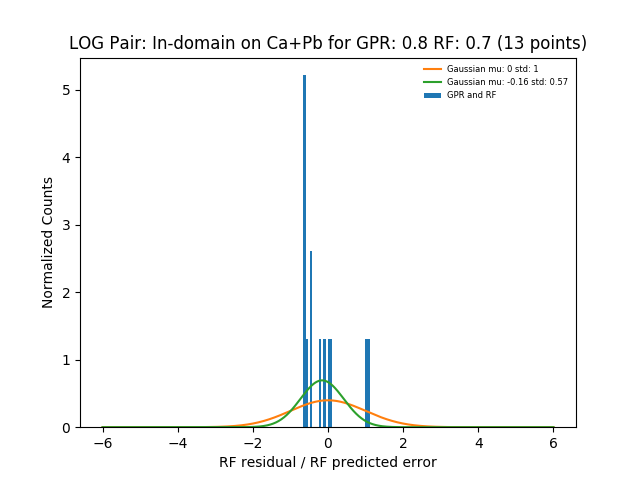 LOG Pair: In-domain on Ca+Pb for GPR: 0.8 RF: 0.7 (13 points)
Gaussian mu: 0 std: 1
Gaussian mu: -0.16 std: 0.57
GPR and RF
Normalized Counts
5
4
3
2
1
0
−6 −4 −2 0 2 4 6
RF residual / RF predicted error